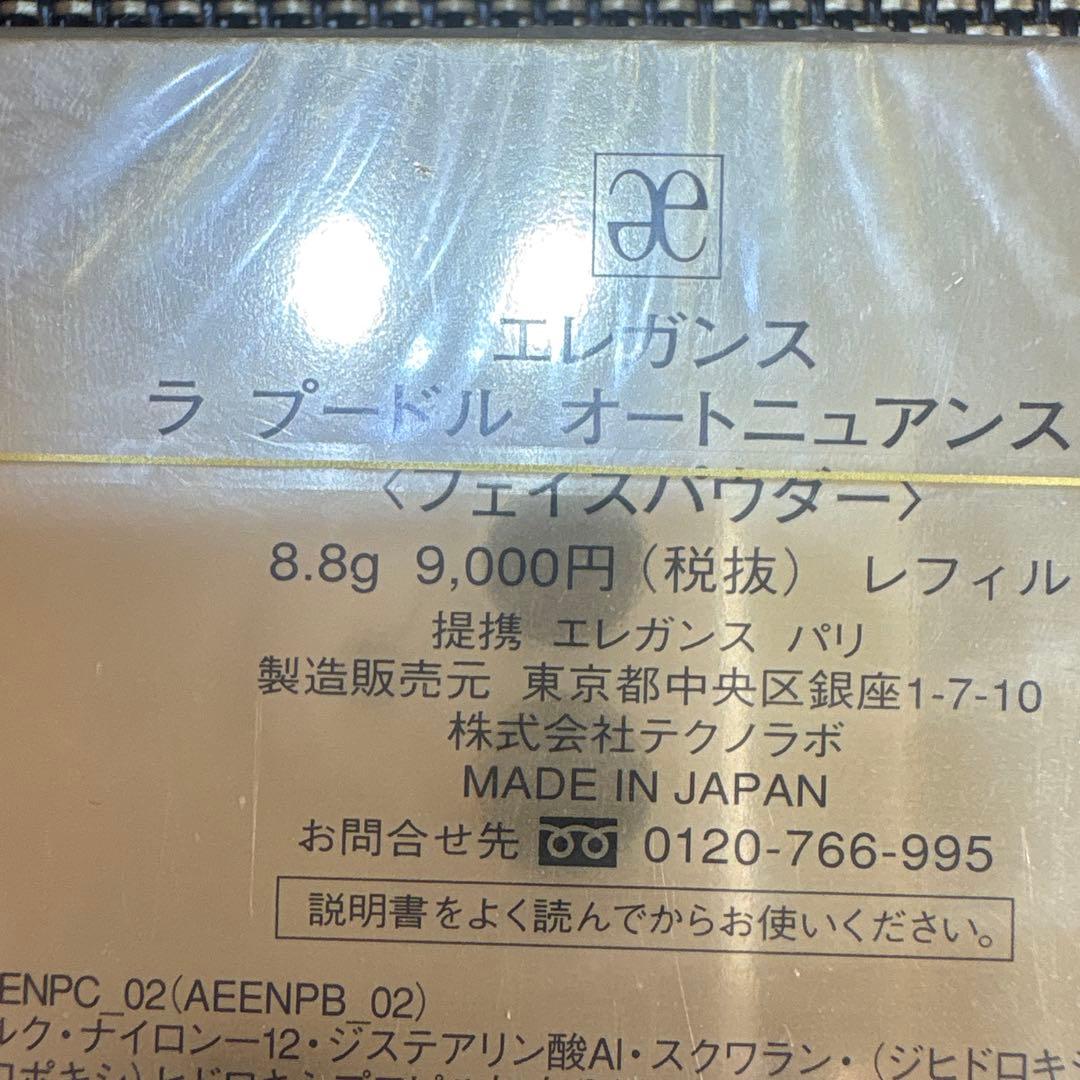 æ
エレガンス
ラ プードル オートニュアンス
〈フェイスパウダー〉
8.8g 9,000円(税抜) レフィル
提携 エレガンス パリ
製造販売元 東京都中央区銀座1-7-10
株式会社テクノラボ
MADE IN JAPAN
お問合せ先 0120-766-995
説明書をよく読んでからお使いください。
ENPC_02(AEENPB_02)
ルク・ナイロン-12・ジステアリン酸Al・スクワラン・(ジヒドロキシ